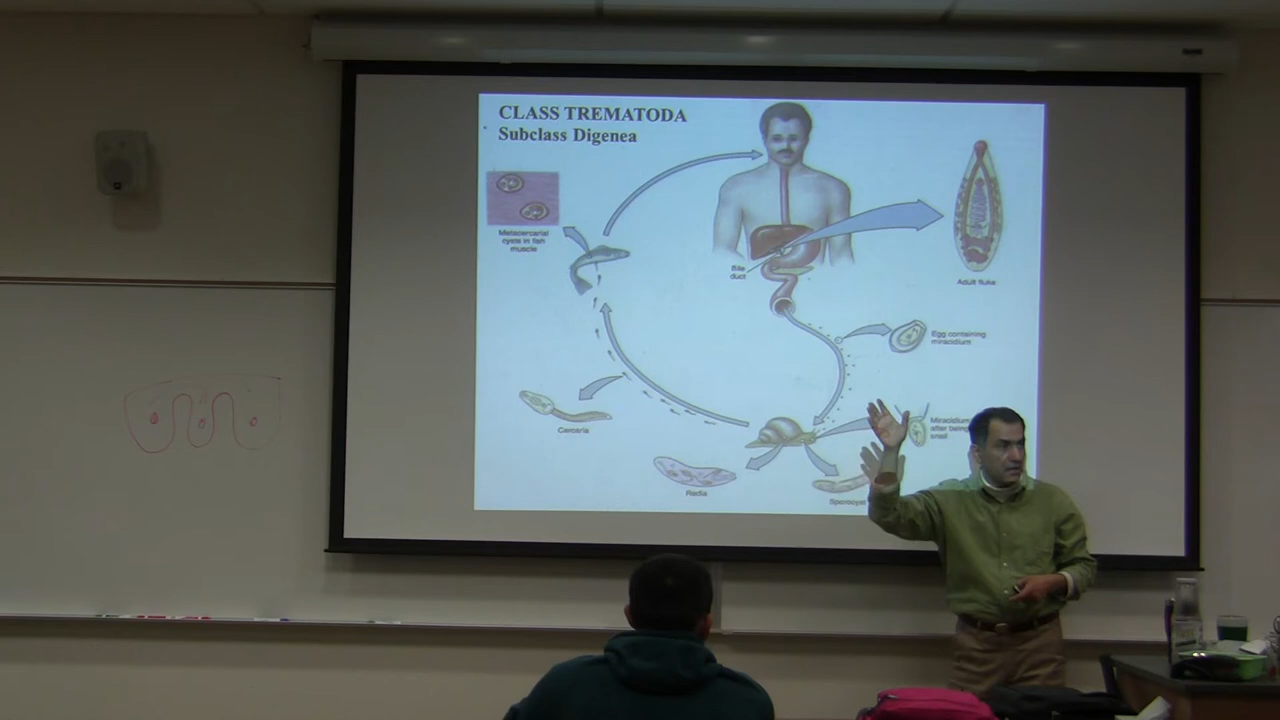 CLASS TREMATODA
Subclass Digenea
Metacercarial
cysts in fish
muscle
Bile
duct
Adult fluke
Egg containing
miracidium
Cercaria
Miracidium
after being
snail
Redia
Sporocyst